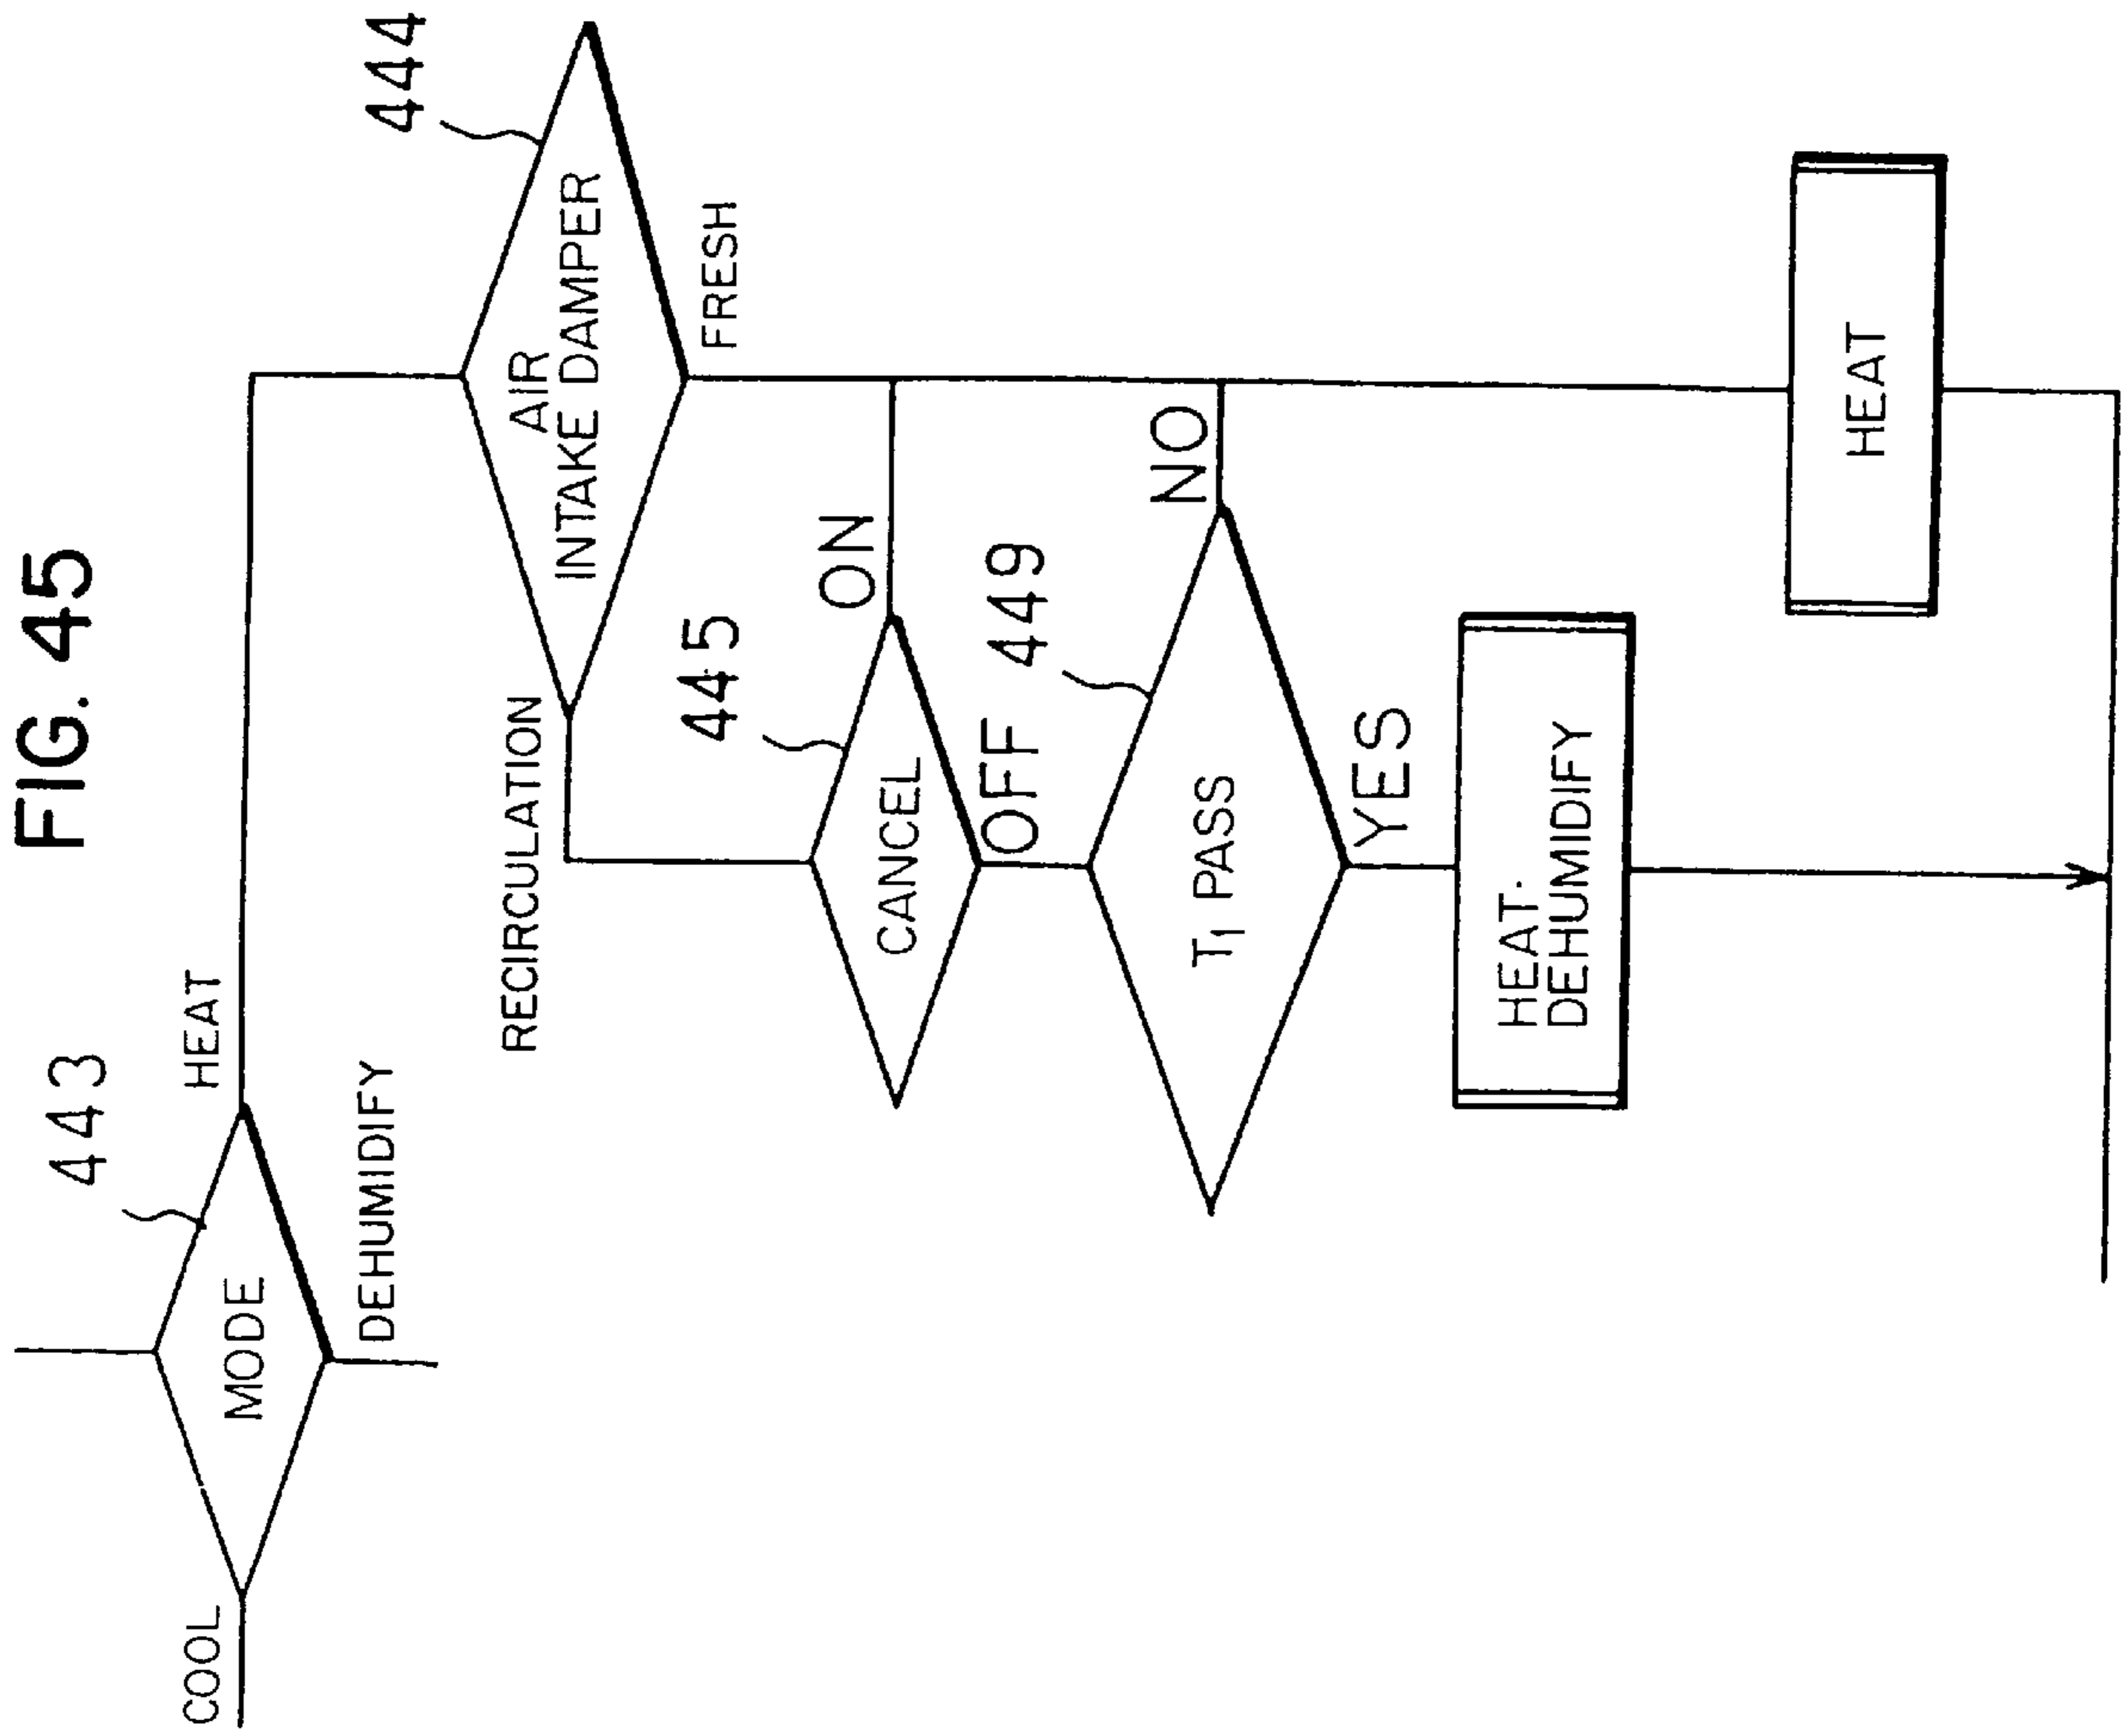 FIG. 45
443
COOL
HEAT
MODE
DEHUMIDIFY
444
AIR
INTAKE DAMPER
RECIRCULATION
FRESH
445
ON
CANCEL
OFF
449
NO
T1 PASS
YES
HEAT·
DEHUMIDIFY
HEAT